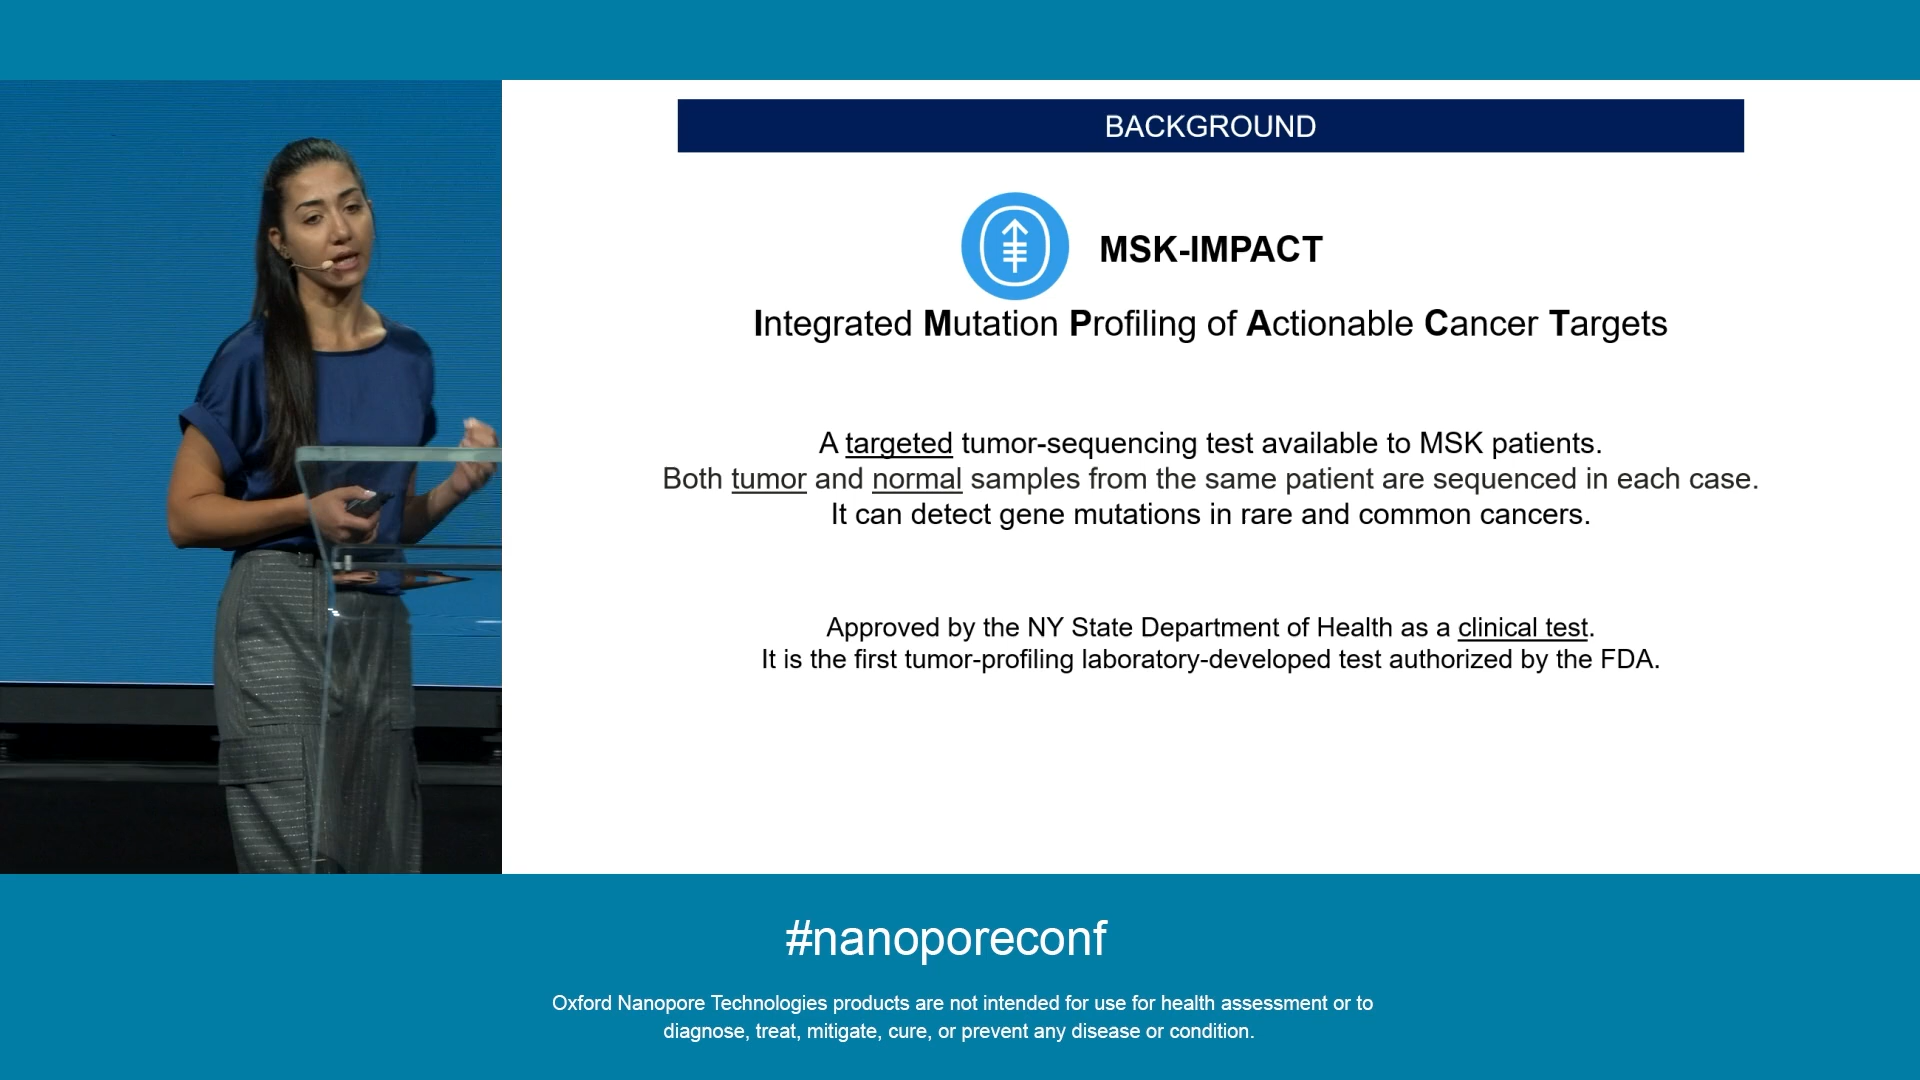 BACKGROUND
MSK-IMPACT
Integrated Mutation Profiling of Actionable Cancer Targets
A targeted tumor-sequencing test available to MSK patients.
Both tumor and normal samples from the same patient are sequenced in each case.
It can detect gene mutations in rare and common cancers.
Approved by the NY State Department of Health as a clinical test.
It is the first tumor-profiling laboratory-developed test authorized by the FDA.
#nanoporeconf
Oxford Nanopore Technologies products are not intended for use for health assessment or to
diagnose, treat, mitigate, cure, or prevent any disease or condition.